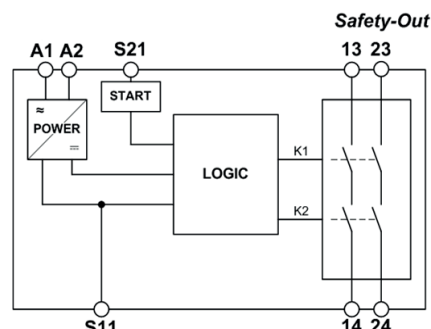 Safety-Out
A1 A2 S21 13 23
START
≈
POWER
⎓
LOGIC
K1
K2
S11 14 24